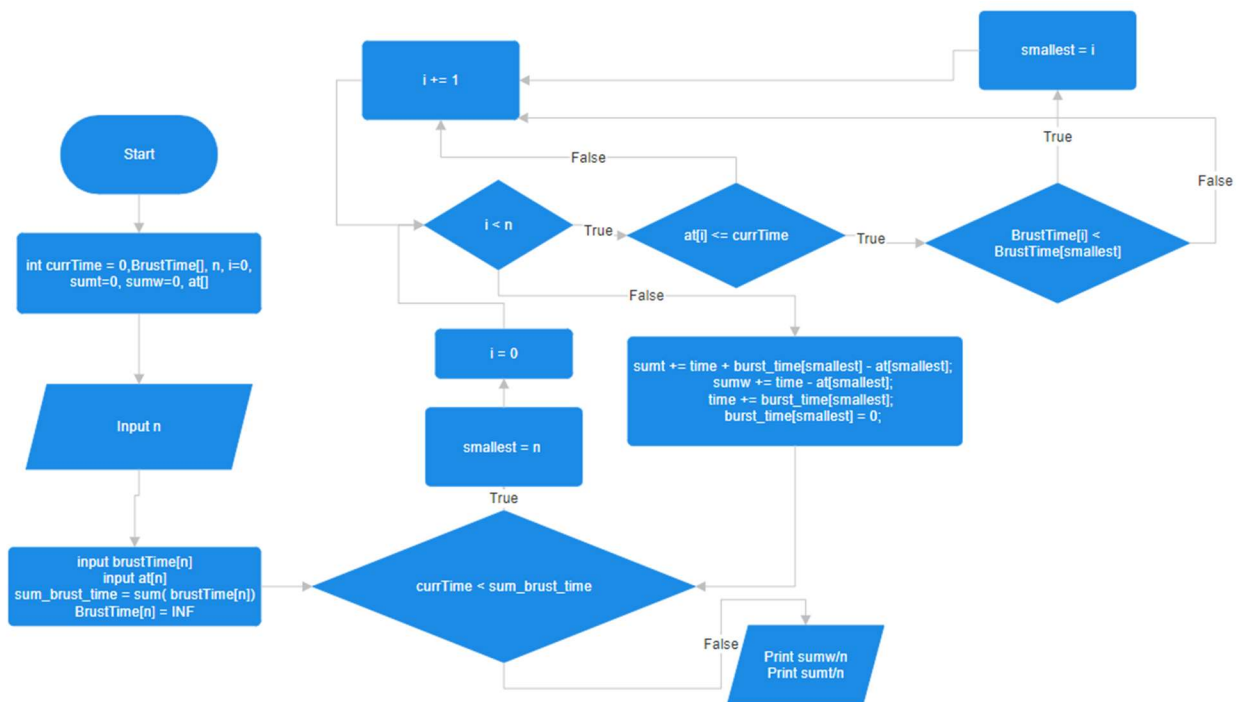 Start
int currTime = 0,BrustTime[], n, i=0,
sumt=0, sumw=0, at[]
Input n
input brustTime[n]
input at[n]
sum_brust_time = sum( brustTime[n])
BrustTime[n] = INF
currTime < sum_brust_time
True
smallest = n
i = 0
i < n
True
at[i] <= currTime
True
BrustTime[i] <
BrustTime[smallest]
True
smallest = i
False
False
i += 1
False
sumt += time + burst_time[smallest] - at[smallest];
sumw += time - at[smallest];
time += burst_time[smallest];
burst_time[smallest] = 0;
False
Print sumw/n
Print sumt/n